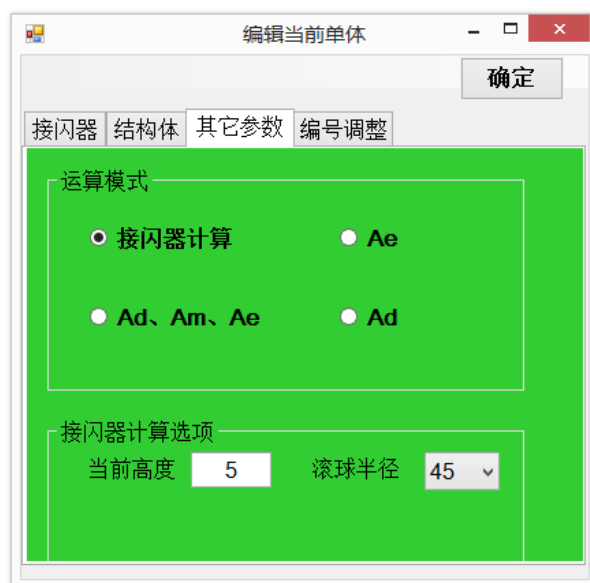 编辑当前单体
确定
接闪器 结构体 其它参数 编号调整
运算模式
接闪器计算 Ae
Ad、Am、Ae Ad
接闪器计算选项
当前高度 5 滚球半径 45